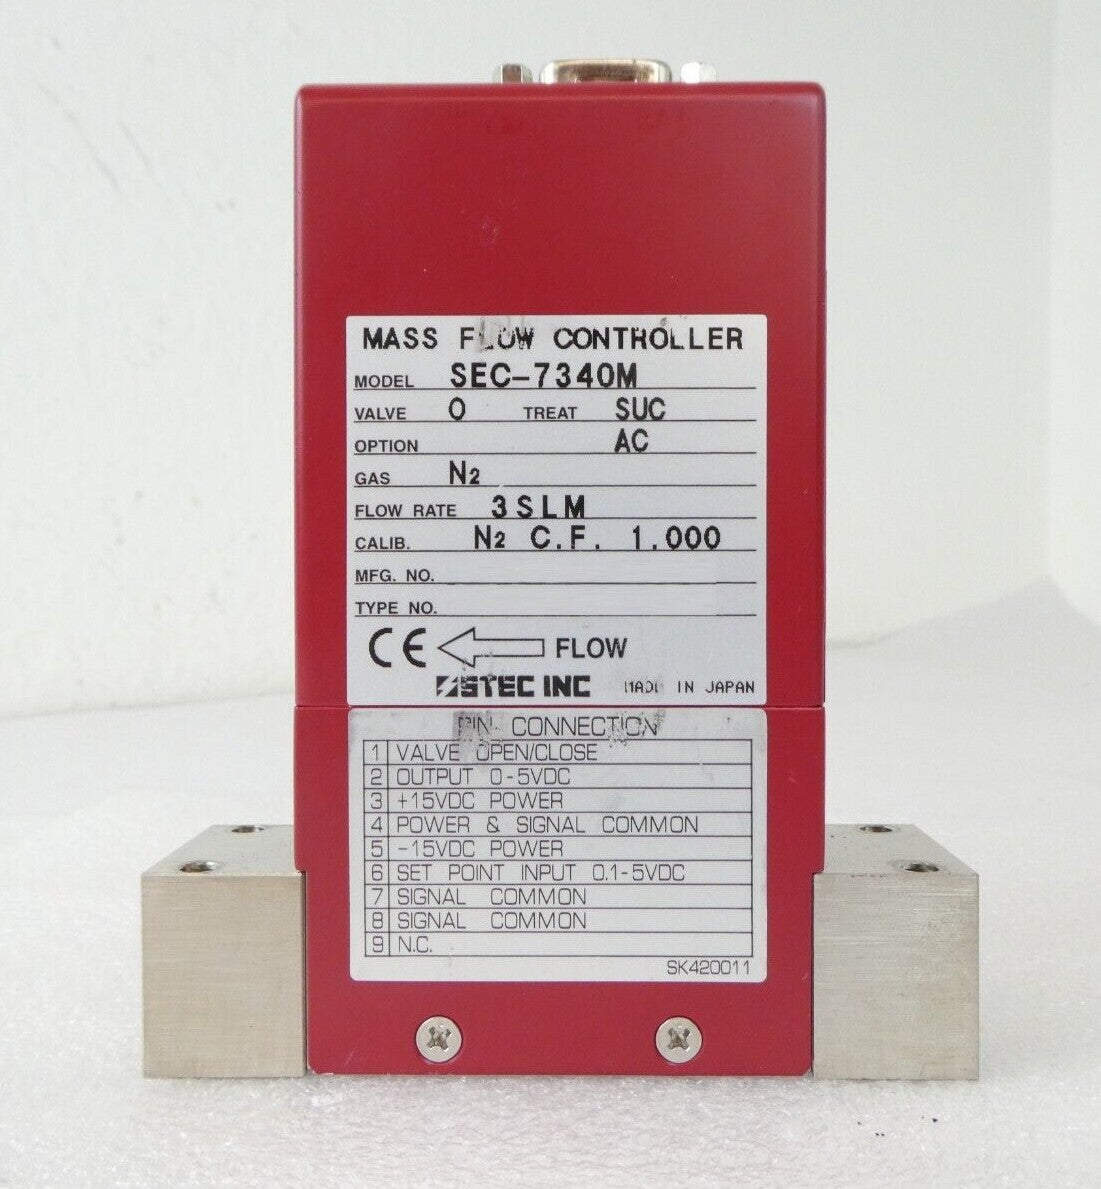 MASS FLOW CONTROLLER
MODEL SEC-7340M
VALVE O TREAT SUC
OPTION AC
GAS N2
FLOW RATE 3SLM
CALIB. N2 C.F. 1.000
MFG. NO.
TYPE NO.
CE FLOW
STEC INC MADE IN JAPAN
PIN CONNECTION
1 VALVE OPEN/CLOSE
2 OUTPUT 0-5VDC
3 +15VDC POWER
4 POWER & SIGNAL COMMON
5 -15VDC POWER
6 SET POINT INPUT 0.1-5VDC
7 SIGNAL COMMON
8 SIGNAL COMMON
9 N.C.
SK420011